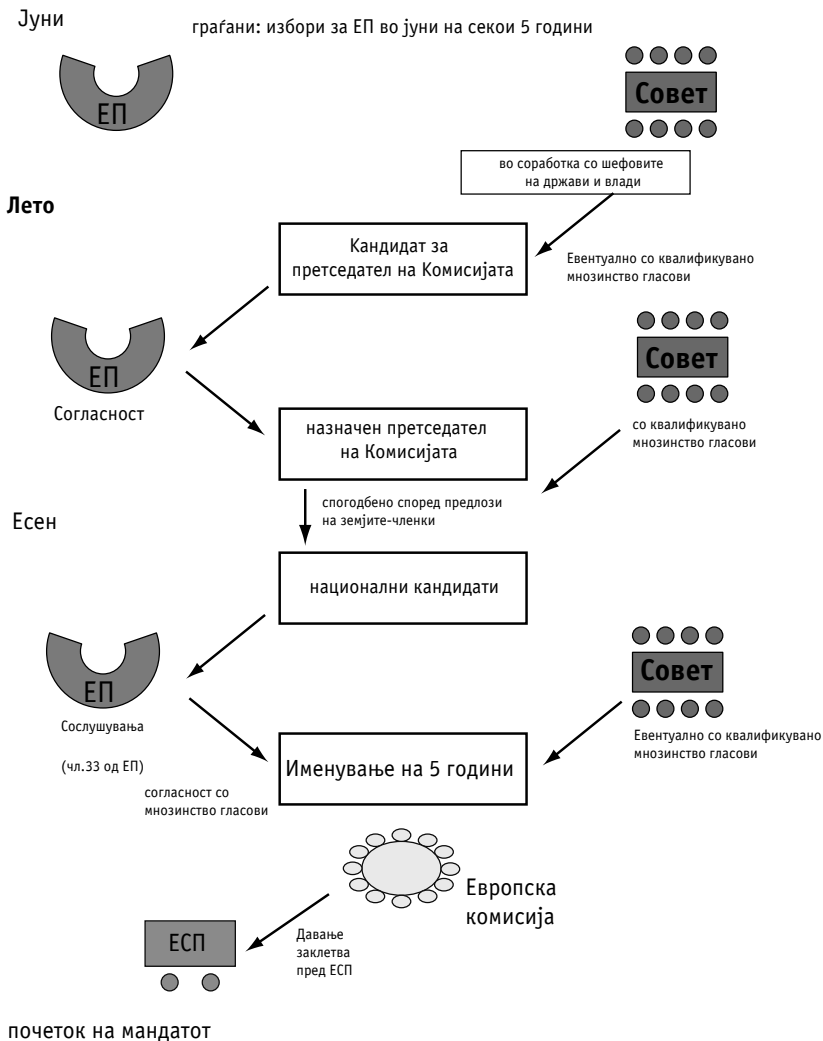 Јуни
граѓани: избори за ЕП во јуни на секои 5 години
ЕП
Совет
во соработка со шефовите
на држави и влади
Лето
Кандидат за
претседател на Комисијата
Евентуално со квалификувано
мнозинство гласови
ЕП
Согласност
Совет
со квалификувано
мнозинство гласови
назначен претседател
на Комисијата
спогодбено според предлози
на земјите-членки
Есен
национални кандидати
ЕП
Сослушувања
(чл.33 од ЕП)
Совет
Евентуално со квалификувано
мнозинство гласови
Именување на 5 години
согласност со
мнозинство гласови
Европска
комисија
ЕСП
Давање
заклетва
пред ЕСП
почеток на мандатот